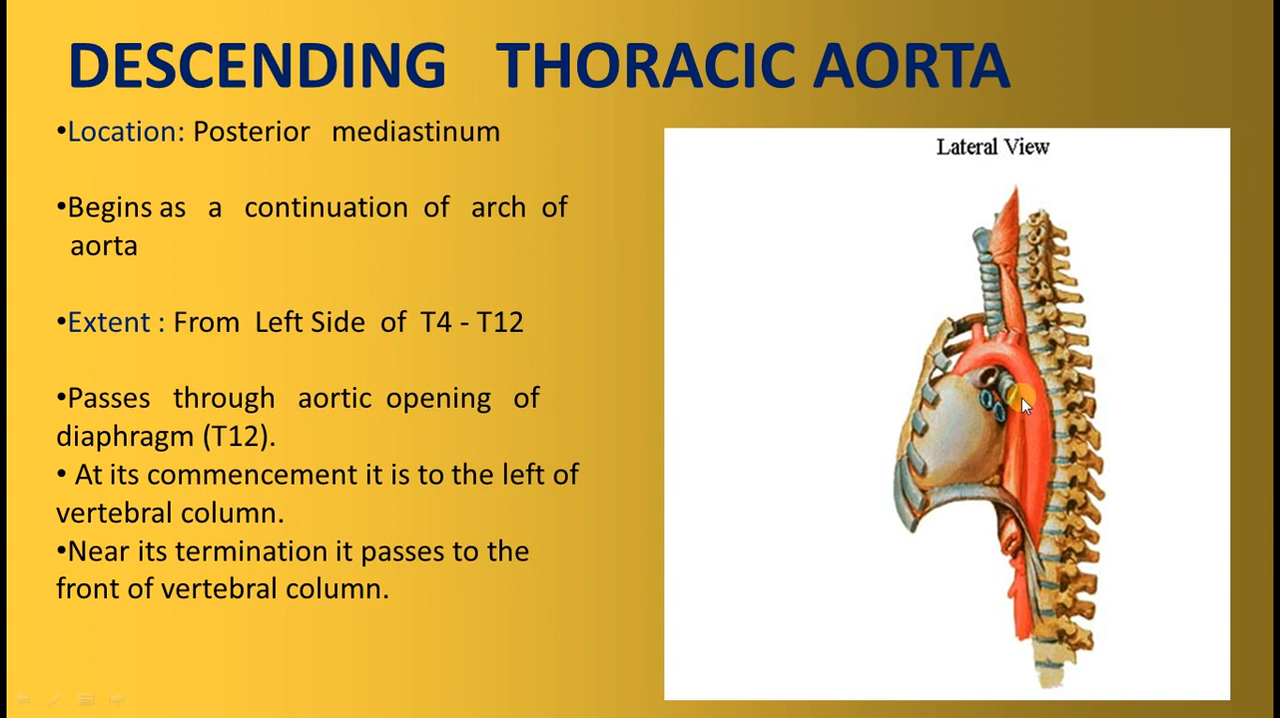 DESCENDING THORACIC AORTA
•Location: Posterior mediastinum
•Begins as a continuation of arch of
aorta
•Extent : From Left Side of T4 - T12
•Passes through aortic opening of
diaphragm (T12).
• At its commencement it is to the left of
vertebral column.
•Near its termination it passes to the
front of vertebral column.
Lateral View